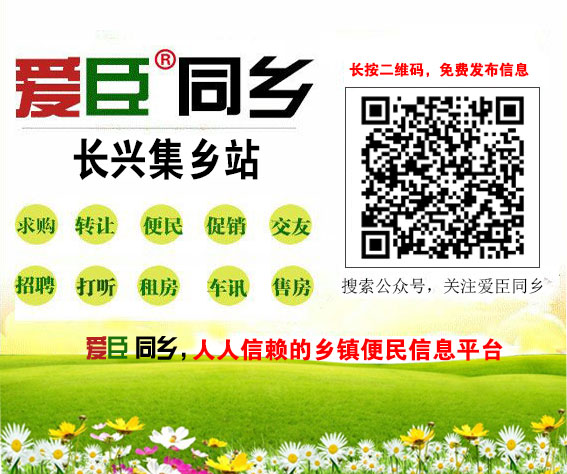 爱臣®同乡
长兴集乡站
求购 转让 便民 促销 交友
招聘 打听 租房 车讯 售房
长按二维码，免费发布信息
搜索公众号，关注爱臣同乡
爱臣同乡，人人信赖的乡镇便民信息平台